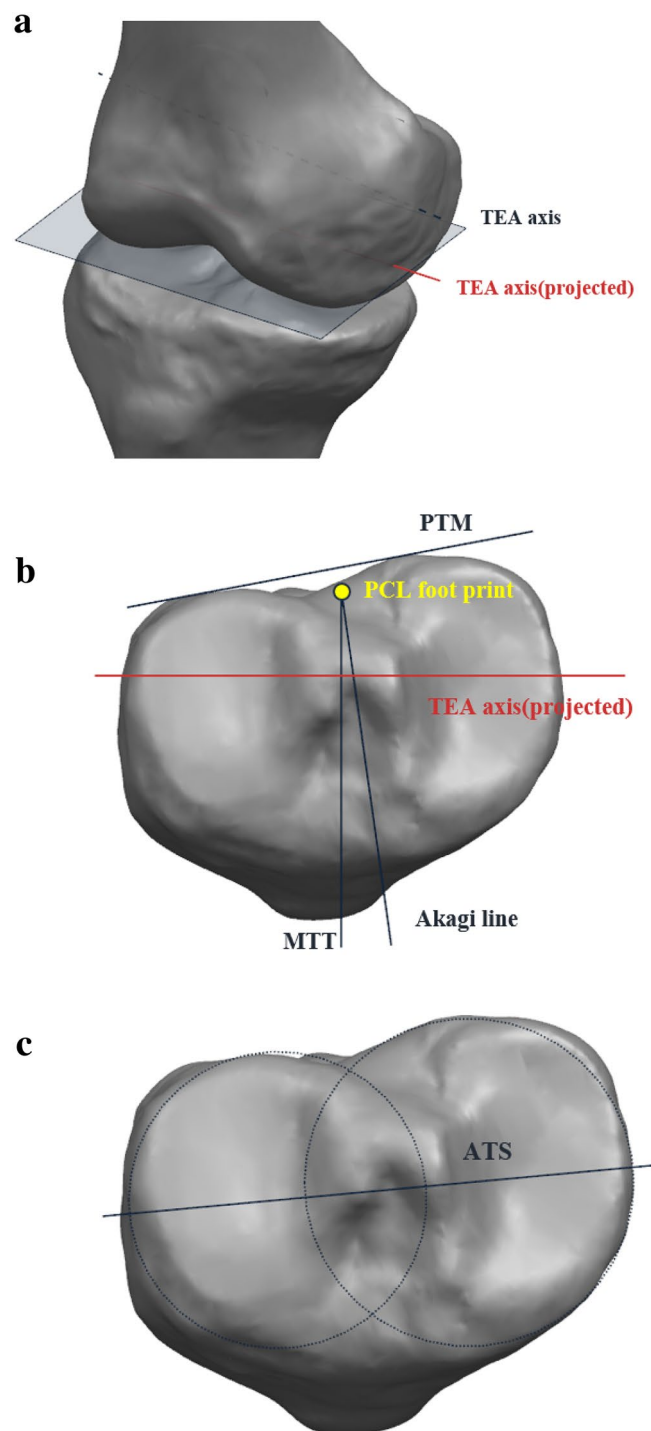 a
TEA axis
TEA axis(projected)
b
PTM
PCL foot print
TEA axis(projected)
Akagi line
MTT
c
ATS